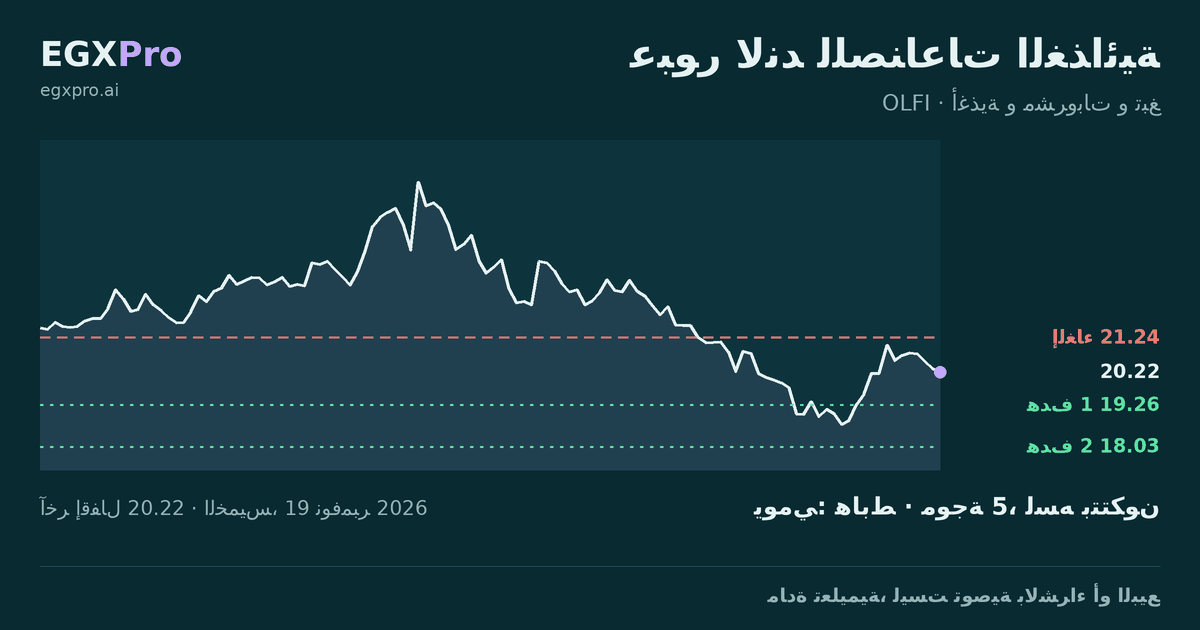 EGXPro
egxpro.ai
عبور لاند للصناعات الغذائية
OLFI · أغذية و مشروبات و تبغ
إلغاء 21.24
20.22
هدف 1 19.26
هدف 2 18.03
يومي: هابط · موجة 5، لسه بتتكون
آخر إقفال 20.22 · الخميس، 19 نوفمبر 2026
مادة تعليمية، ليست توصية بالشراء أو البيع